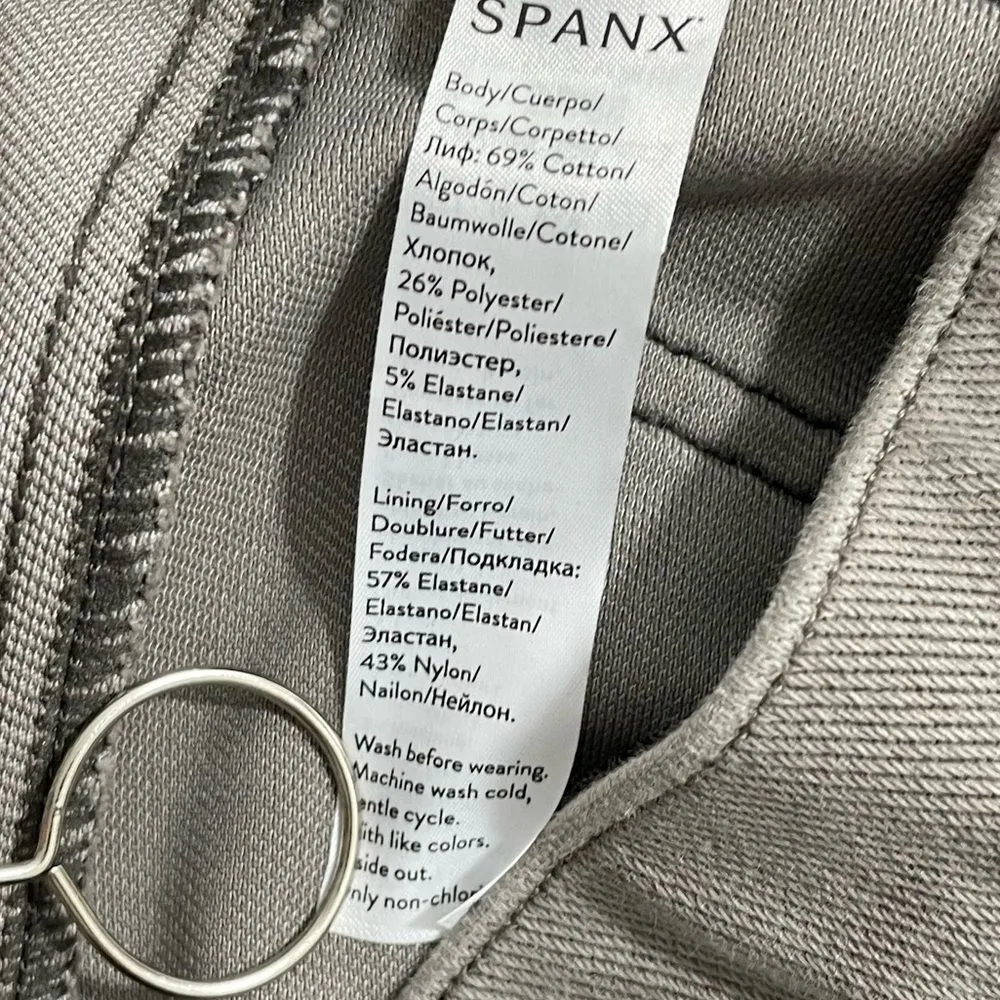 SPANX
Body/Cuerpo/
Corps/Corpetto/
Лиф: 69% Cotton/
Algodón/Coton/
Baumwolle/Cotone/
Хлопок,
26% Polyester/
Poliéster/Poliestere/
Полиэстер,
5% Elastane/
Elastano/Elastan/
Эластан.
Lining/Forro/
Doublure/Futter/
Fodera/Подкладка:
57% Elastane/
Elastano/Elastan/
Эластан,
43% Nylon/
Nailon/Нейлон.
Wash before wearing.
Machine wash cold,
entle cycle.
ith like colors.
side out.
nly non-chlor